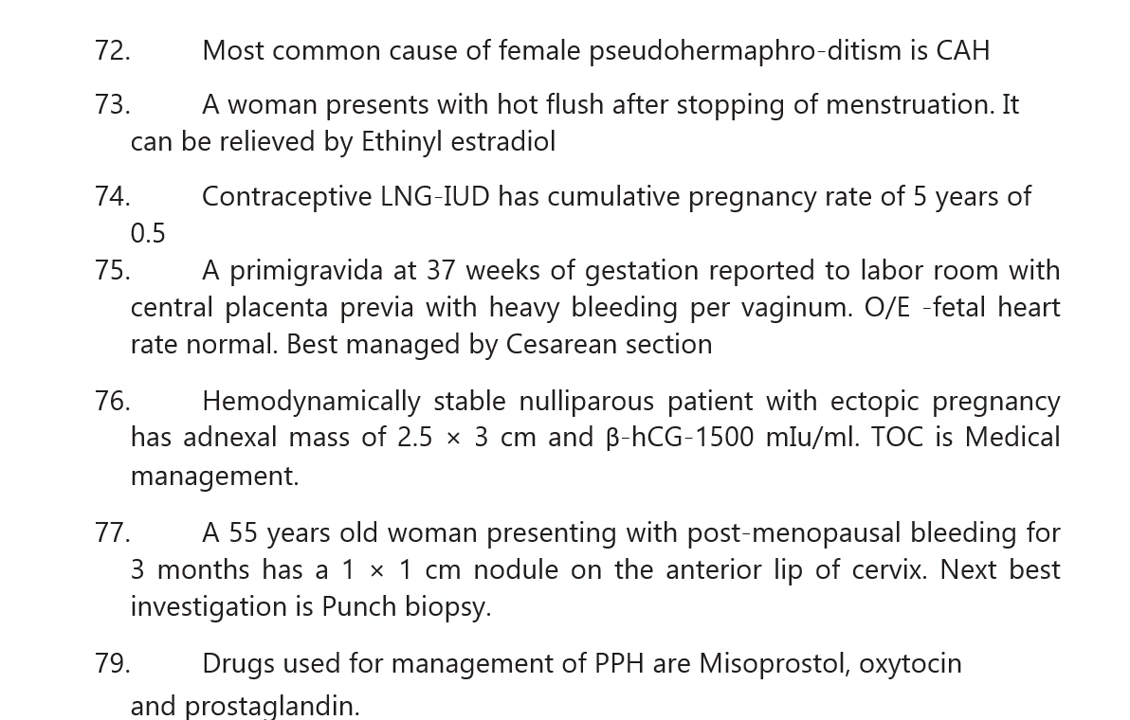 72. Most common cause of female pseudohermaphro-ditism is CAH
73. A woman presents with hot flush after stopping of menstruation. It
can be relieved by Ethinyl estradiol
74. Contraceptive LNG-IUD has cumulative pregnancy rate of 5 years of
0.5
75. A primigravida at 37 weeks of gestation reported to labor room with
central placenta previa with heavy bleeding per vaginum. O/E -fetal heart
rate normal. Best managed by Cesarean section
76. Hemodynamically stable nulliparous patient with ectopic pregnancy
has adnexal mass of 2.5 × 3 cm and β-hCG-1500 mIu/ml. TOC is Medical
management.
77. A 55 years old woman presenting with post-menopausal bleeding for
3 months has a 1 × 1 cm nodule on the anterior lip of cervix. Next best
investigation is Punch biopsy.
79. Drugs used for management of PPH are Misoprostol, oxytocin
and prostaglandin.